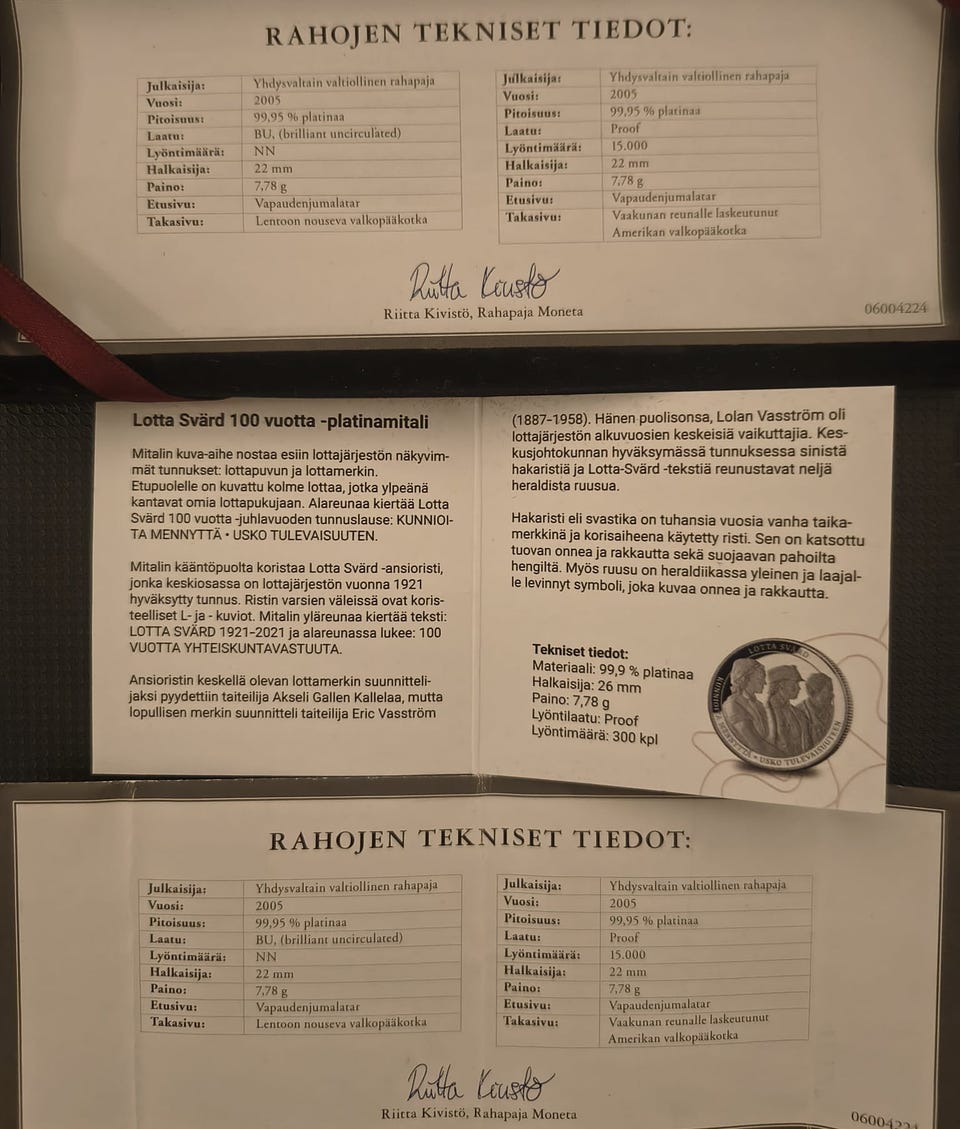 RAHOJEN TEKNISET TIEDOT:
Julkaisija: Yhdysvaltain valtiollinen rahapaja
Vuosi: 2005
Pitoisuus: 99,95 % platinaa
Laatu: BU, (brilliant uncirculated)
Lyöntimäärä: NN
Halkaisija: 22 mm
Paino: 7,78 g
Etusivu: Vapaudenjumalatar
Takasivu: Lentoon nouseva valkopääkotka
Julkaisija: Yhdysvaltain valtiollinen rahapaja
Vuosi: 2005
Pitoisuus: 99,95 % platinaa
Laatu: Proof
Lyöntimäärä: 15.000
Halkaisija: 22 mm
Paino: 7,78 g
Etusivu: Vapaudenjumalatar
Takasivu: Vaakunan reunalle laskeutunut
Amerikan valkopääkotka
Riitta Kivistö
Riitta Kivistö, Rahapaja Moneta
06004224
Lotta Svärd 100 vuotta -platinamitali
Mitalin kuva-aihe nostaa esiin lottajärjestön näkyvim-
mät tunnukset: lottapuvun ja lottamerkin.
Etupuolelle on kuvattu kolme lottaa, jotka ylpeänä
kantavat omia lottapukujaan. Alareunaa kiertää Lotta
Svärd 100 vuotta -juhlavuoden tunnuslause: KUNNIOI-
TA MENNYTTÄ • USKO TULEVAISUUTEN.
Mitalin kääntöpuolta koristaa Lotta Svärd -ansioristi,
jonka keskiosassa on lottajärjestön vuonna 1921
hyväksytty tunnus. Ristin varsien väleissä ovat koris-
teelliset L- ja - kuviot. Mitalin yläreunaa kiertää teksti:
LOTTA SVÄRD 1921-2021 ja alareunassa lukee: 100
VUOTTA YHTEISKUNTAVASTUUTA.
Ansioristin keskellä olevan lottamerkin suunnitteli-
jaksi pyydettiin taiteilija Akseli Gallen Kallelaa, mutta
lopullisen merkin suunnitteli taiteilija Eric Vasström
(1887-1958). Hänen puolisonsa, Lolan Vasström oli
lottajärjestön alkuvuosien keskeisiä vaikuttajia. Kes-
kusjohtokunnan hyväksymässä tunnuksessa sinistä
hakaristiä ja Lotta-Svärd -tekstiä reunustavat neljä
heraldista ruusua.
Hakaristi eli svastika on tuhansia vuosia vanha taika-
merkkinä ja korisaiheena käytetty risti. Sen on katsottu
tuovan onnea ja rakkautta sekä suojaavan pahoilta
hengiltä. Myös ruusu on heraldiikassa yleinen ja laajal-
le levinnyt symboli, joka kuvaa onnea ja rakkautta.
Tekniset tiedot:
Materiaali: 99,9 % platinaa
Halkaisija: 26 mm
Paino: 7,78 g
Lyöntilaatu: Proof
Lyöntimäärä: 300 kpl
LOTTA SVÄRD
KUNNIOITA MENNYTTÄ • USKO TULEVAISUUTEEN
RAHOJEN TEKNISET TIEDOT:
Julkaisija: Yhdysvaltain valtiollinen rahapaja
Vuosi: 2005
Pitoisuus: 99,95 % platinaa
Laatu: BU, (brilliant uncirculated)
Lyöntimäärä: NN
Halkaisija: 22 mm
Paino: 7,78 g
Etusivu: Vapaudenjumalatar
Takasivu: Lentoon nouseva valkopääkotka
Julkaisija: Yhdysvaltain valtiollinen rahapaja
Vuosi: 2005
Pitoisuus: 99,95 % platinaa
Laatu: Proof
Lyöntimäärä: 15.000
Halkaisija: 22 mm
Paino: 7,78 g
Etusivu: Vapaudenjumalatar
Takasivu: Vaakunan reunalle laskeutunut
Amerikan valkopääkotka
Riitta Kivistö
Riitta Kivistö, Rahapaja Moneta